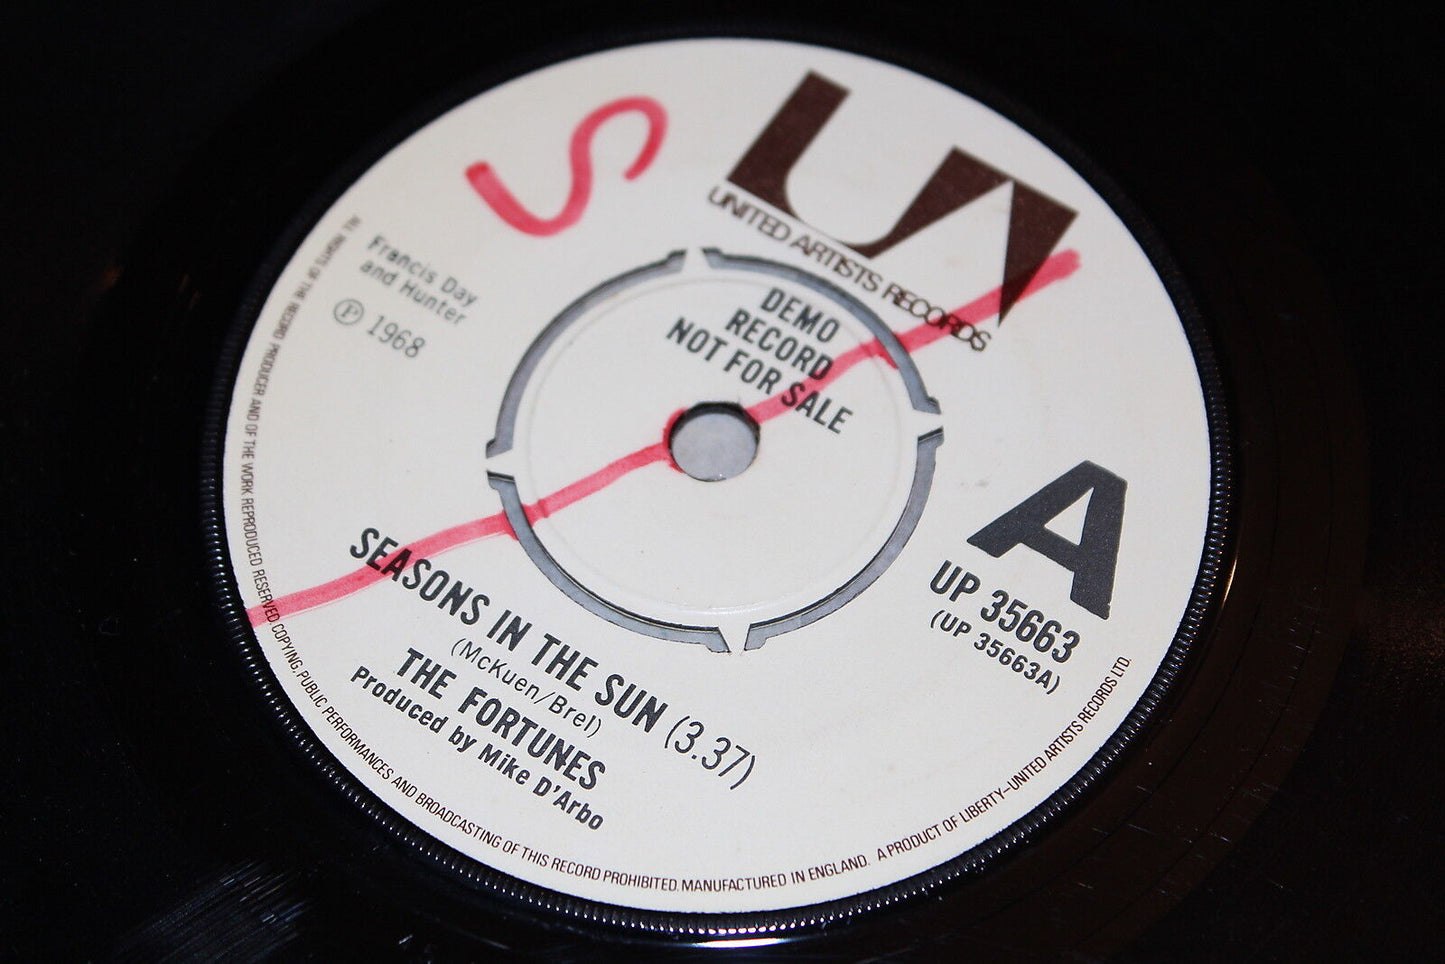 S
UA
UNITED ARTISTS RECORDS
DEMO
RECORD
NOT FOR SALE
Francis Day
and Hunter
Ⓟ 1968
A
UP 35663
(UP 35663A)
SEASONS IN THE SUN (3.37)
(McKuen/Brel)
THE FORTUNES
Produced by Mike D'Arbo
ALL RIGHTS OF THE RECORD PRODUCER AND OF THE WORK REPRODUCED RESERVED COPYING, PUBLIC PERFORMANCES AND BROADCASTING OF THIS RECORD PROHIBITED. MANUFACTURED IN ENGLAND. A PRODUCT OF LIBERTY–UNITED ARTISTS RECORDS LTD.